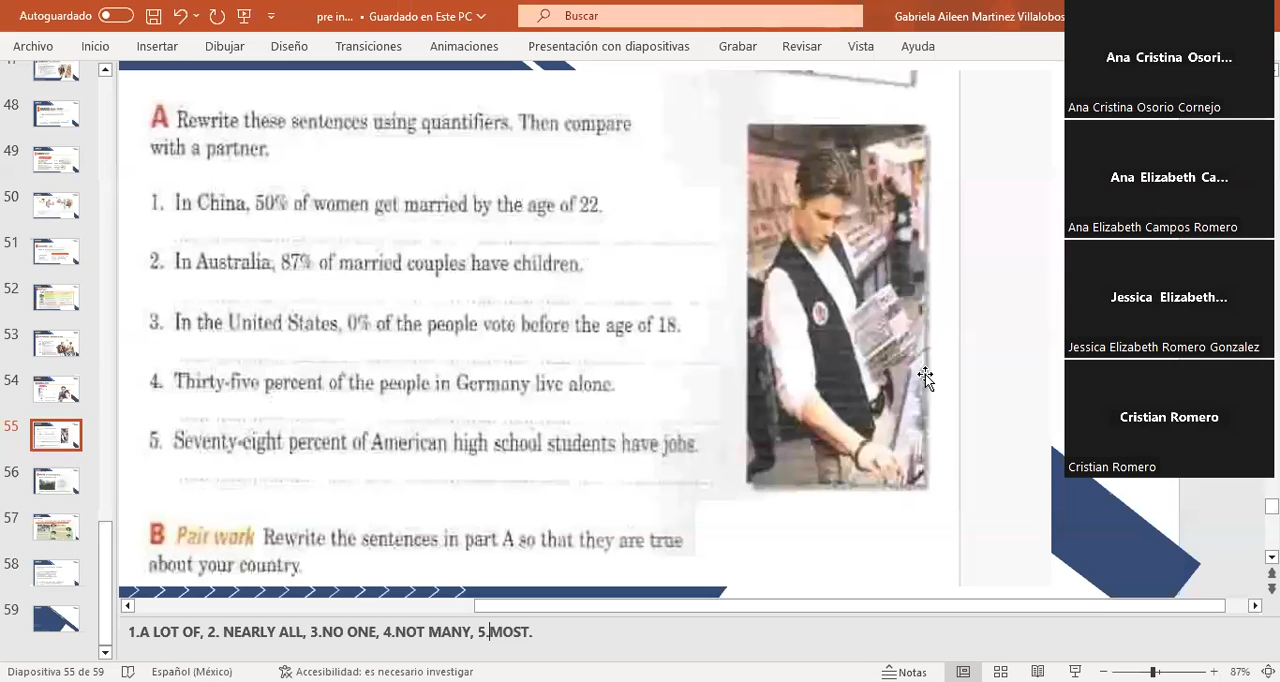 Autoguardado
pre in... • Guardado en Este PC
Buscar
Gabriela Aileen Martinez Villalobos
Archivo Inicio Insertar Dibujar Diseño Transiciones Animaciones Presentación con diapositivas Grabar Revisar Vista Ayuda
48
49
50
51
52
53
54
55
56
57
58
59
A Rewrite these sentences using quantifiers. Then compare
with a partner.
1. In China, 50% of women get married by the age of 22.
2. In Australia, 87% of married couples have children.
3. In the United States, 0% of the people vote before the age of 18.
4. Thirty-five percent of the people in Germany live alone.
5. Seventy-eight percent of American high school students have jobs.
B Pair work Rewrite the sentences in part A so that they are true
about your country.
1.A LOT OF, 2. NEARLY ALL, 3.NO ONE, 4.NOT MANY, 5.MOST.
Ana Cristina Osori...
Ana Cristina Osorio Cornejo
Ana Elizabeth Ca...
Ana Elizabeth Campos Romero
Jessica Elizabeth...
Jessica Elizabeth Romero Gonzalez
Cristian Romero
Cristian Romero
Diapositiva 55 de 59 Español (México) Accesibilidad: es necesario investigar Notas 87%